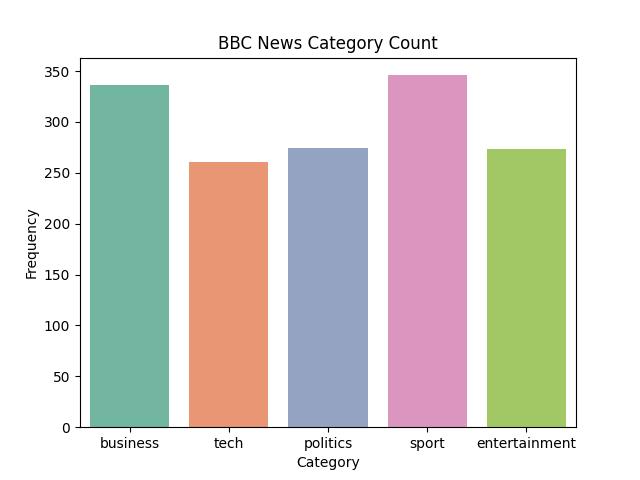 BBC News Category Count
Frequency
350
300
250
200
150
100
50
0
business tech politics sport entertainment
Category